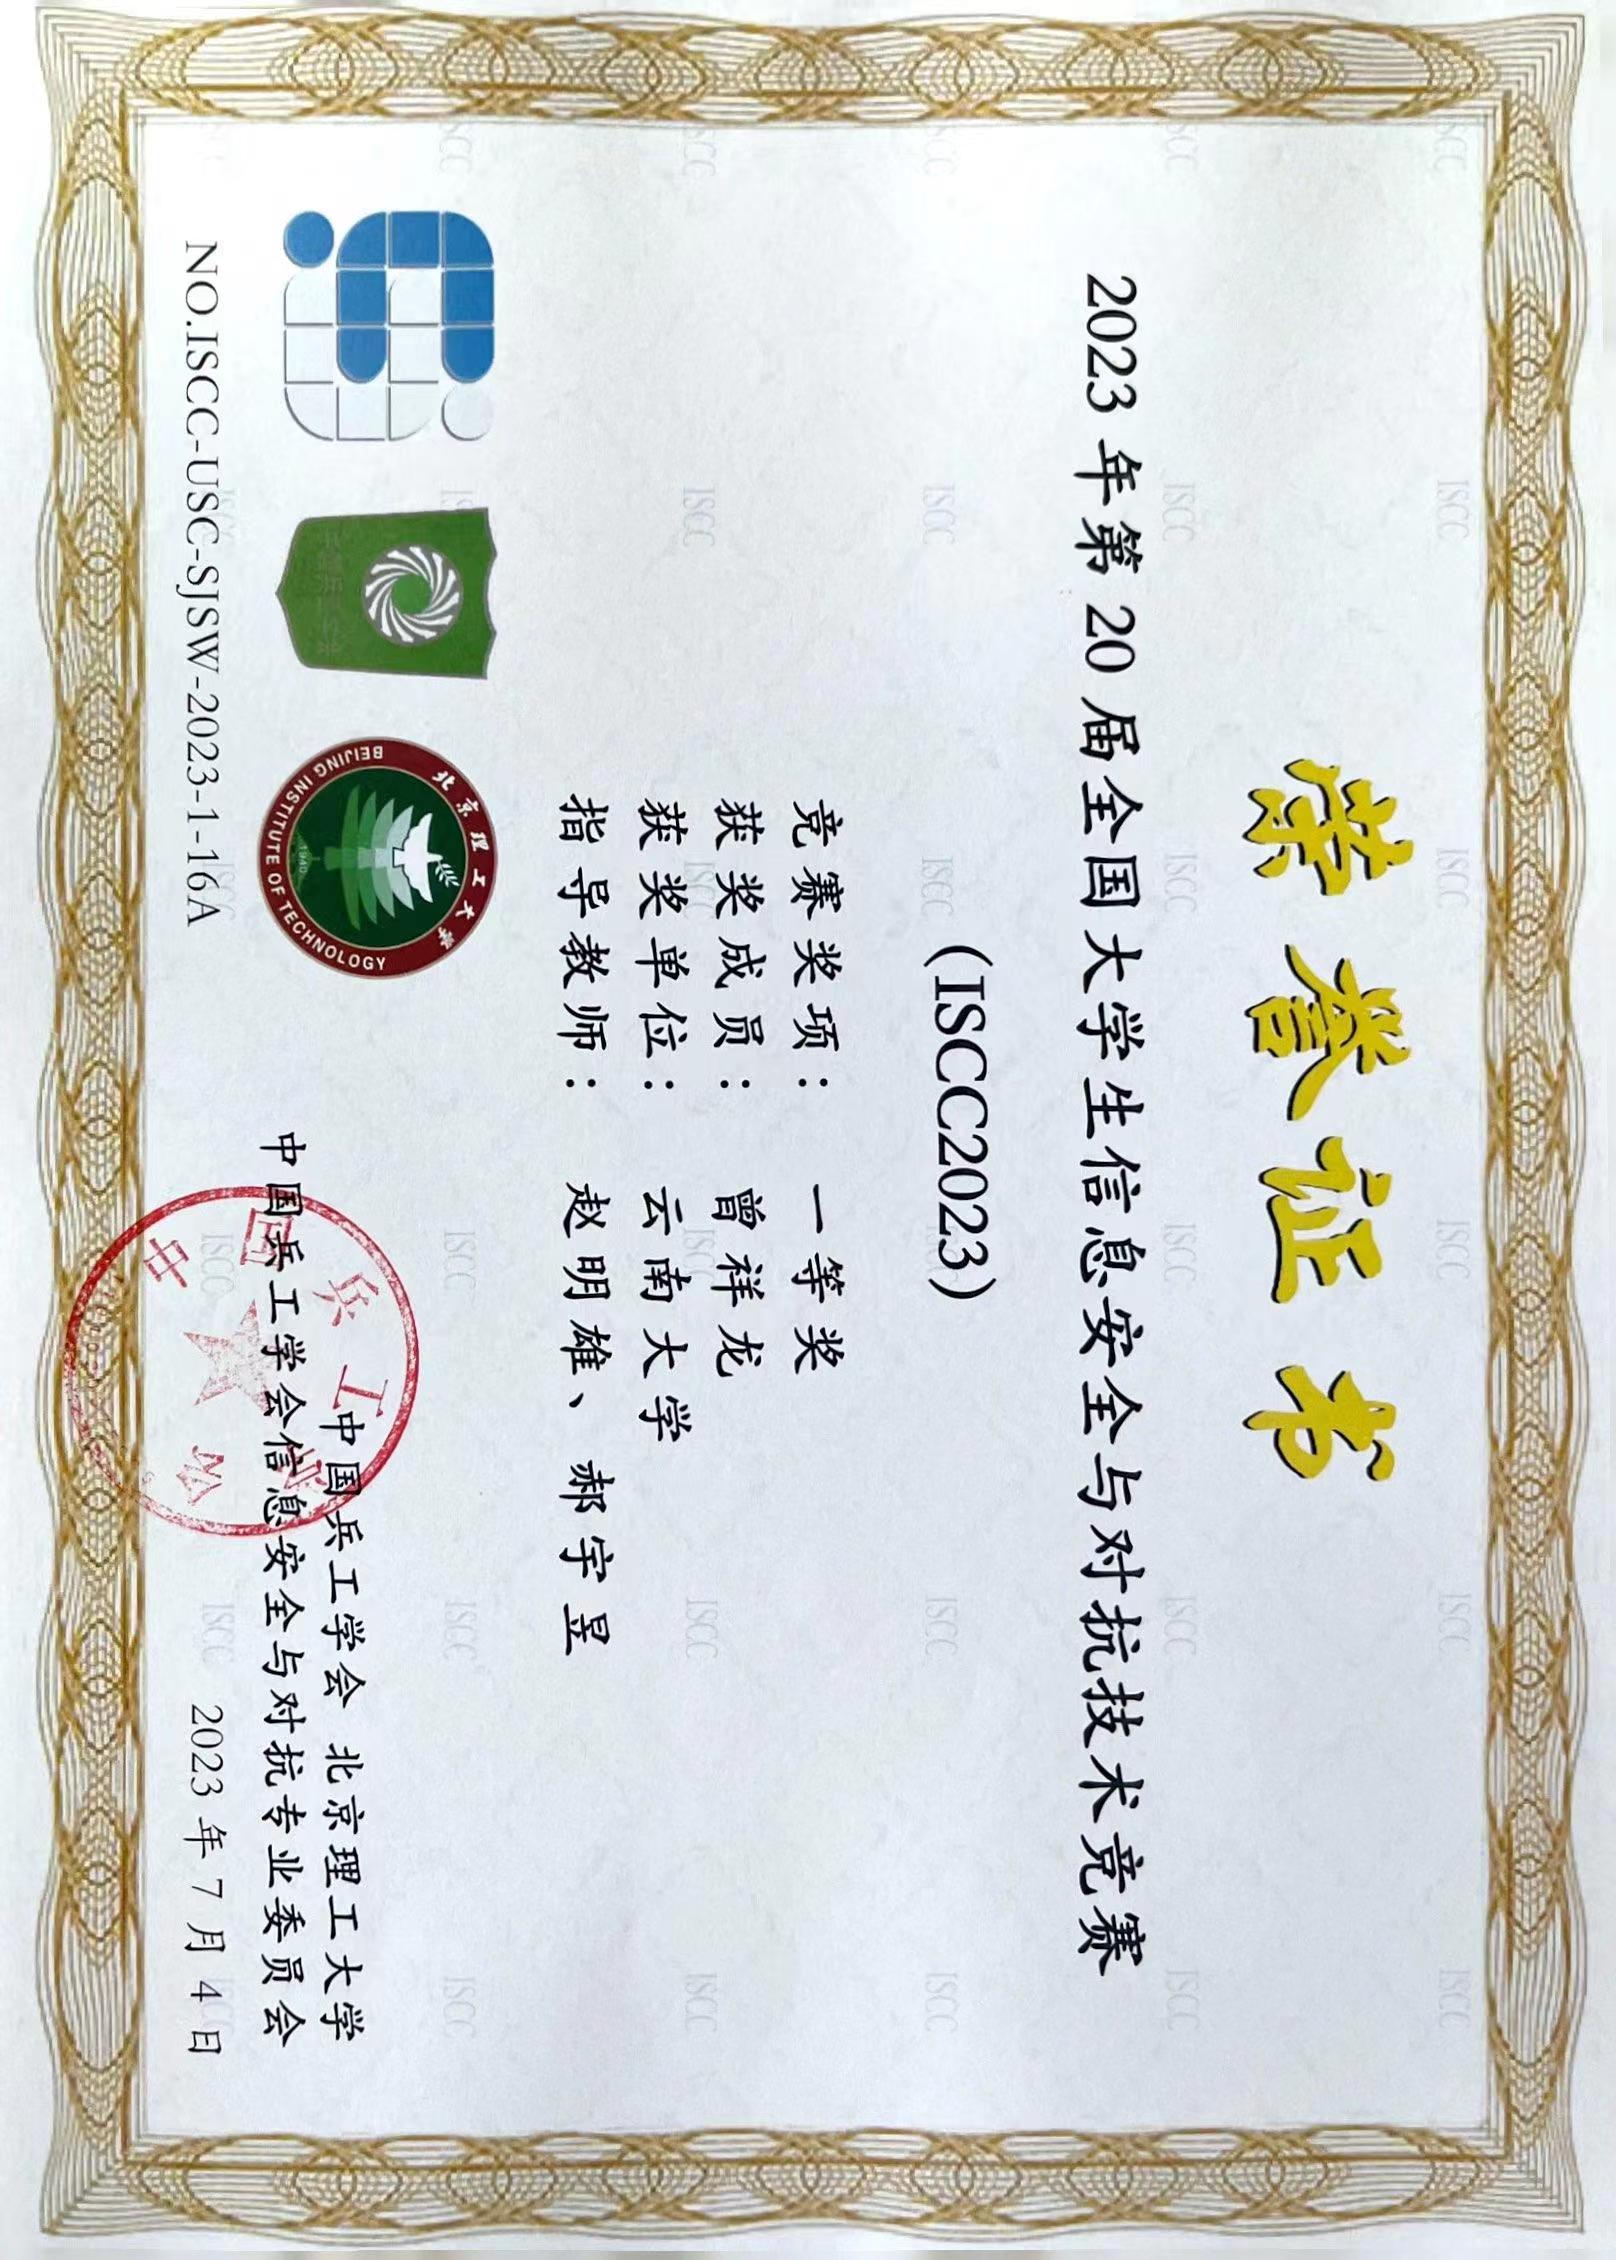 荣誉证书
2023 年第 20 届全国大学生信息安全与对抗技术竞赛
(ISCC2023)
竞赛奖项： 一等奖
获奖成员： 曾祥龙
获奖单位： 云南大学
指导教师： 赵明雄、郝宇昱
北京理工大学
BEIJING INSTITUTE OF TECHNOLOGY
1940
中国兵工学会 北京理工大学
中国兵工学会信息安全与对抗专业委员会
2023 年 7 月 4 日
NO.ISCC-USC-SJSW-2023-1-16A
中国兵工学会
ISCC